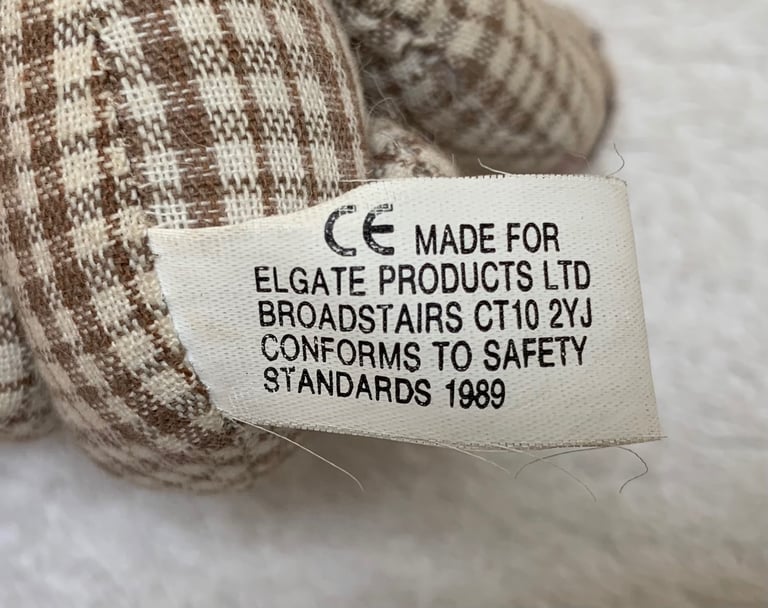 CE MADE FOR
ELGATE PRODUCTS LTD
BROADSTAIRS CT10 2YJ
CONFORMS TO SAFETY
STANDARDS 1989